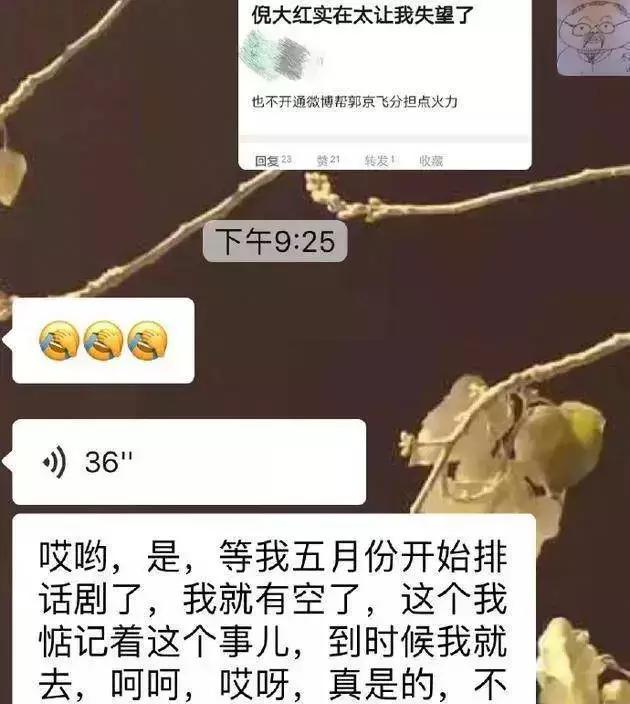 倪大红实在太让我失望了
也不开通微博帮郭京飞分担点火力
回复 23 赞 21 转发 1 收藏
下午9:25
36''
哎哟，是，等我五月份开始排
话剧了，我就有空了，这个我
惦记着这个事儿，到时候我就
去，呵呵，哎呀，真是的，不